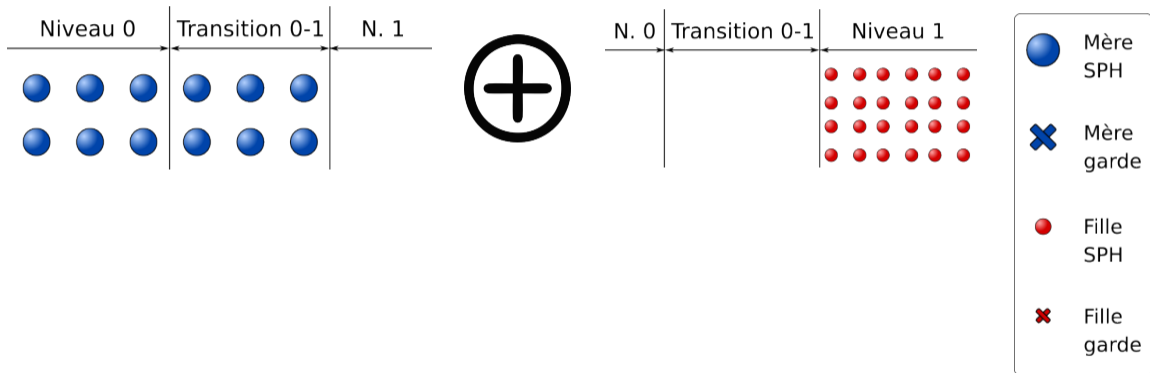 Niveau 0
Transition 0-1
N. 1
N. 0
Transition 0-1
Niveau 1
Mère
SPH
Mère
garde
Fille
SPH
Fille
garde